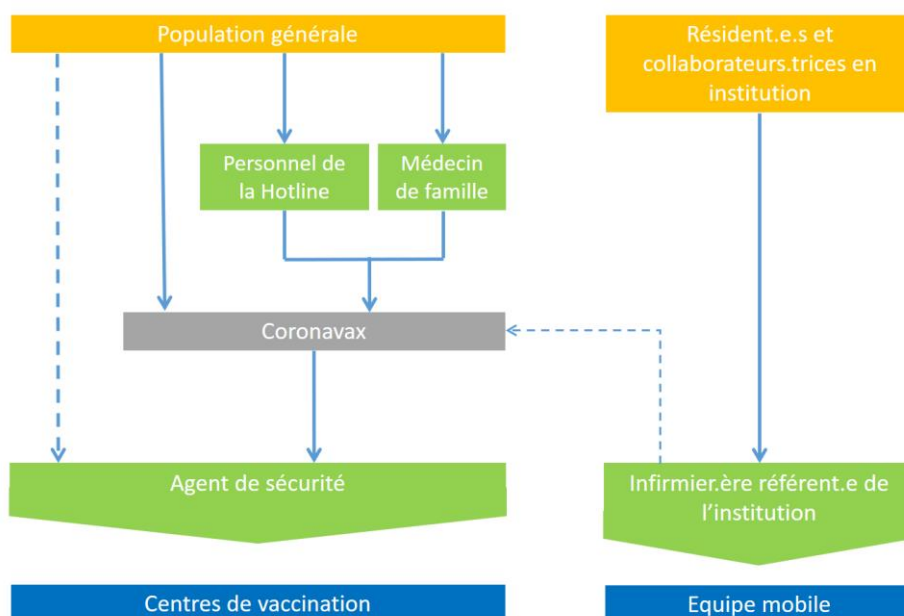 Population générale
Résident.e.s et
collaborateurs.trices en
institution
Personnel de
la Hotline
Médecin
de famille
Coronavax
Agent de sécurité
Infirmier.ère référent.e de
l'institution
Centres de vaccination
Equipe mobile